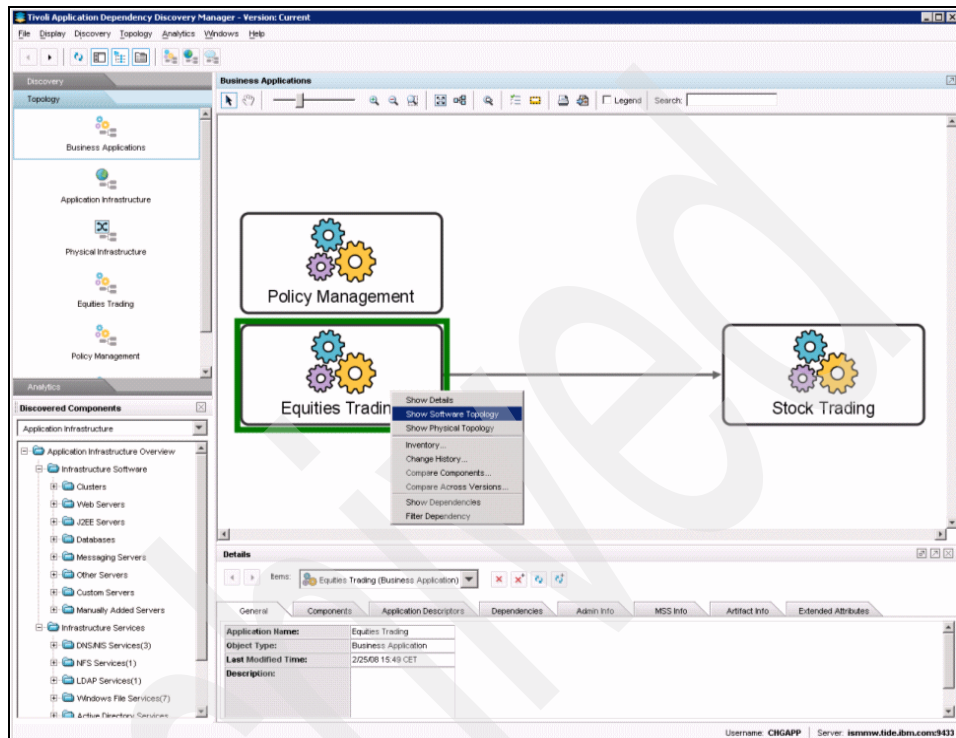 Tivoli Application Dependency Discovery Manager - Version: Current
File Display Discovery Topology Analytics Windows Help
Discovery
Topology
Business Applications
Application Infrastructure
Physical Infrastructure
Equities Trading
Policy Management
Analytics
Discovered Components
Application Infrastructure
Application Infrastructure Overview
Infrastructure Software
Clusters
Web Servers
J2EE Servers
Databases
Messaging Servers
Other Servers
Custom Servers
Manually Added Servers
Infrastructure Services
DNS/NIS Services(3)
NFS Services(1)
LDAP Services(1)
Windows File Services(7)
Active Directory Services
Business Applications
Legend Search:
Policy Management
Equities Tradin
Stock Trading
Show Details
Show Software Topology
Show Physical Topology
Inventory...
Change History...
Compare Components...
Compare Across Versions...
Show Dependencies
Filter Dependency
Details
Items: Equities Trading (Business Application)
General Components Application Descriptors Dependencies Admin Info MSS Info Artifact Info Extended Attributes
Application Name: Equities Trading
Object Type: Business Application
Last Modified Time: 2/25/08 15:49 CET
Description:
Username: CHGAPP Server: ismmw.tide.ibm.com:9433